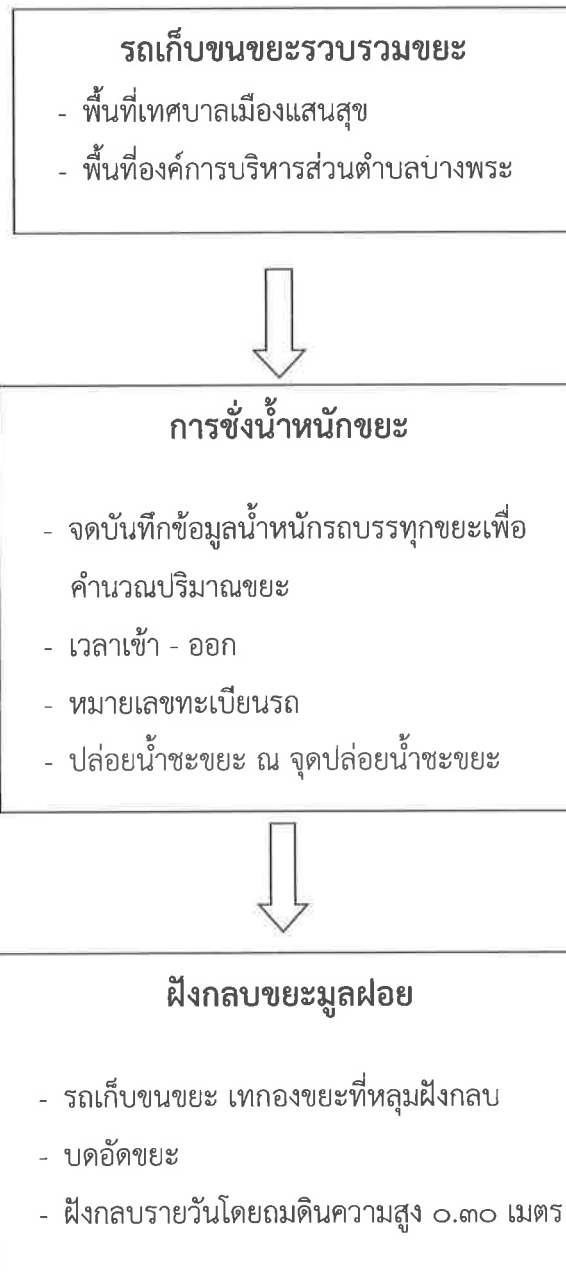 รถเก็บขนขยะรวบรวมขยะ
- พื้นที่เทศบาลเมืองแสนสุข
- พื้นที่องค์การบริหารส่วนตำบลบางพระ
การชั่งน้ำหนักขยะ
- จดบันทึกข้อมูลน้ำหนักรถบรรทุกขยะเพื่อ
คำนวณปริมาณขยะ
- เวลาเข้า - ออก
- หมายเลขทะเบียนรถ
- ปล่อยน้ำชะขยะ ณ จุดปล่อยน้ำชะขยะ
ฝังกลบขยะมูลฝอย
- รถเก็บขนขยะ เทกองขยะที่หลุมฝังกลบ
- บดอัดขยะ
- ฝังกลบรายวันโดยถมดินความสูง ๐.๓๐ เมตร